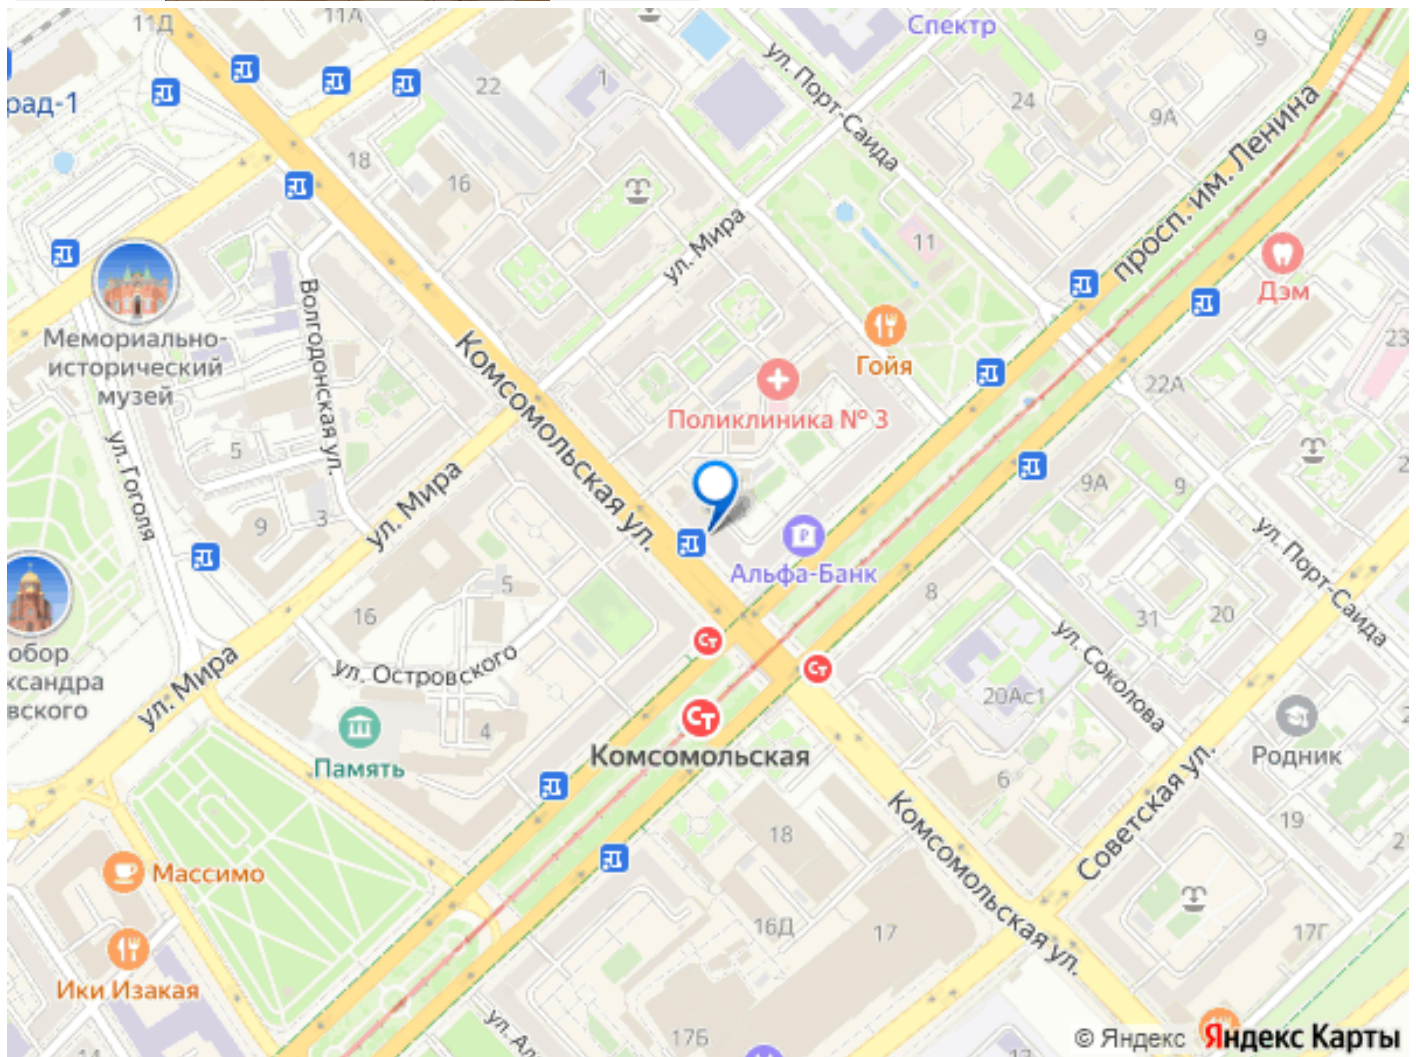 11Д
11А
Спектр
9
ул. Порт-Саида
22
1
24
9А
рад-1
просп. им. Ленина
18
16
ул. Мира
11
Дэм
Мемориально-
исторический
музей
Волгодонская ул.
Комсомольская ул.
Гойя
23
22А
Поликлиника № 3
5
ул. Гоголя
9
3
ул. Мира
9А
9
Р
Альфа-Банк
ул. Порт-Саида
5
16
8
31
20
ул. Соколова
обор
ксандра
вского
ул. Мира
ул. Островского
Ст
Ст
20Ас1
Ст
4
Память
Комсомольская
Родник
6
Советская ул.
Комсомольская ул.
18
19
Массимо
16Д
17
17Г
Ики Изакая
17Б
© Яндекс Яндекс Карты
14